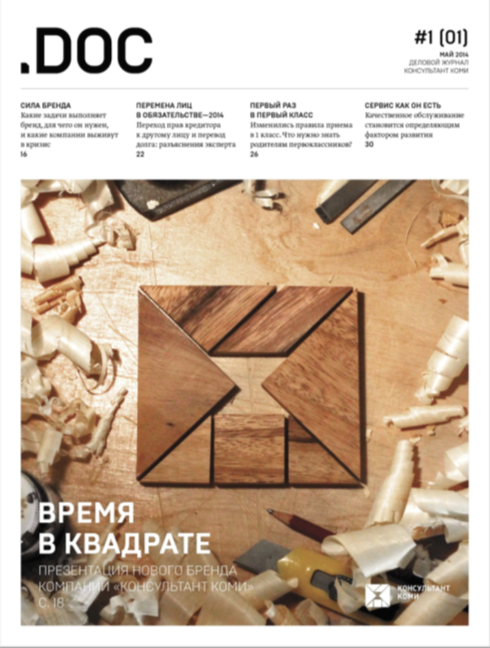 .DOC
#1 (01)
МАЙ 2014
ДЕЛОВОЙ ЖУРНАЛ
КОНСУЛЬТАНТ КОМИ
СИЛА БРЕНДА
Какие задачи выполняет
бренд, для чего он нужен,
и какие компании выживут
в кризис
16
ПЕРЕМЕНА ЛИЦ
В ОБЯЗАТЕЛЬСТВЕ—2014
Переход прав кредитора
к другому лицу и перевод
долга: разъяснения эксперта
22
ПЕРВЫЙ РАЗ
В ПЕРВЫЙ КЛАСС
Изменились правила приема
в 1 класс. Что нужно знать
родителям первоклассников?
26
СЕРВИС КАК ОН ЕСТЬ
Качественное обслуживание
становится определяющим
фактором развития
30
ВРЕМЯ
В КВАДРАТЕ
ПРЕЗЕНТАЦИЯ НОВОГО БРЕНДА
КОМПАНИИ «КОНСУЛЬТАНТ КОМИ»
С. 18
КОНСУЛЬТАНТ
КОМИ